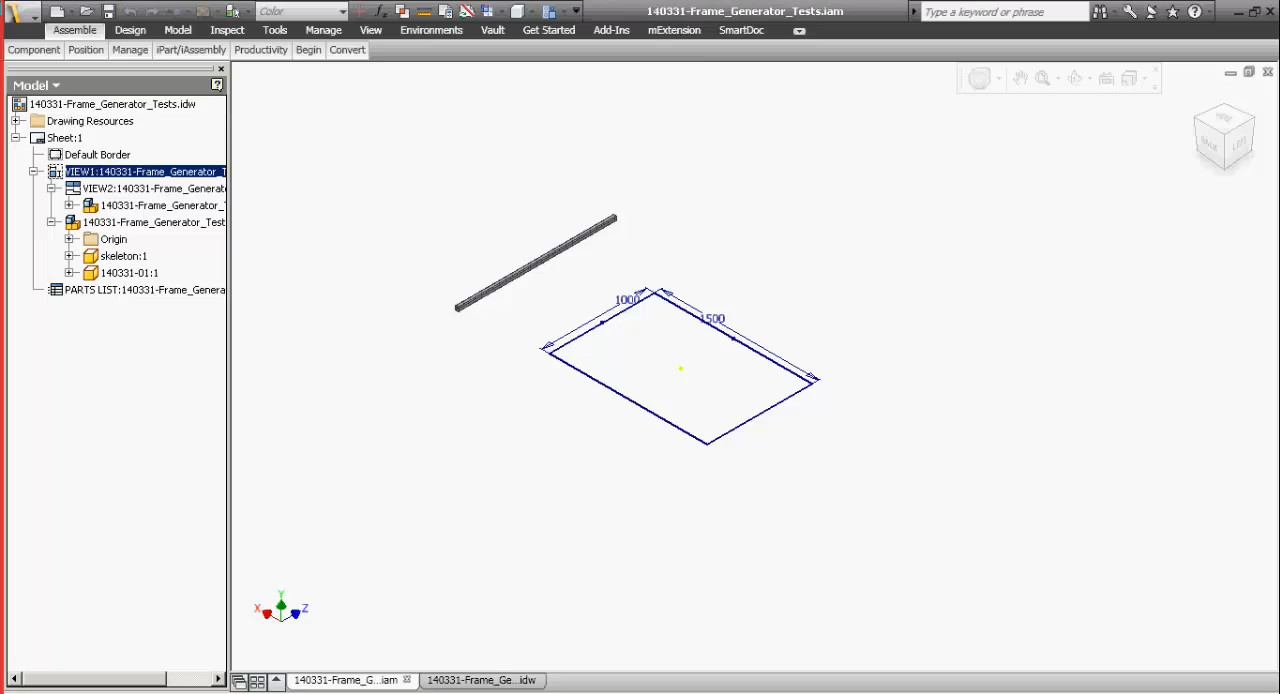 Color
140331-Frame_Generator_Tests.iam
Type a keyword or phrase
Assemble Design Model Inspect Tools Manage View Environments Vault Get Started Add-Ins mExtension SmartDoc
Component Position Manage iPart/iAssembly Productivity Begin Convert
Model
140331-Frame_Generator_Tests.idw
Drawing Resources
Sheet:1
Default Border
VIEW1:140331-Frame_Generator_T
VIEW2:140331-Frame_Generat
140331-Frame_Generator_
140331-Frame_Generator_Test
Origin
skeleton:1
140331-01:1
PARTS LIST:140331-Frame_Genera
1000
1500
LEFT
Y
X
Z
140331-Frame_G...iam
140331-Frame_Ge...idw